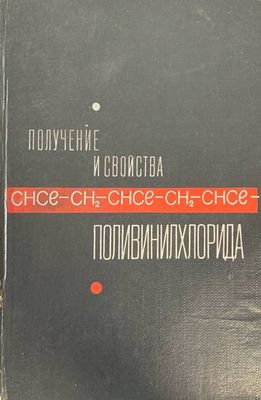 ПОЛУЧЕНИЕ
И СВОЙСТВА
CHCl–CH₂–CHCl–CH₂–CHCl–
ПОЛИВИНИЛХЛОРИДА